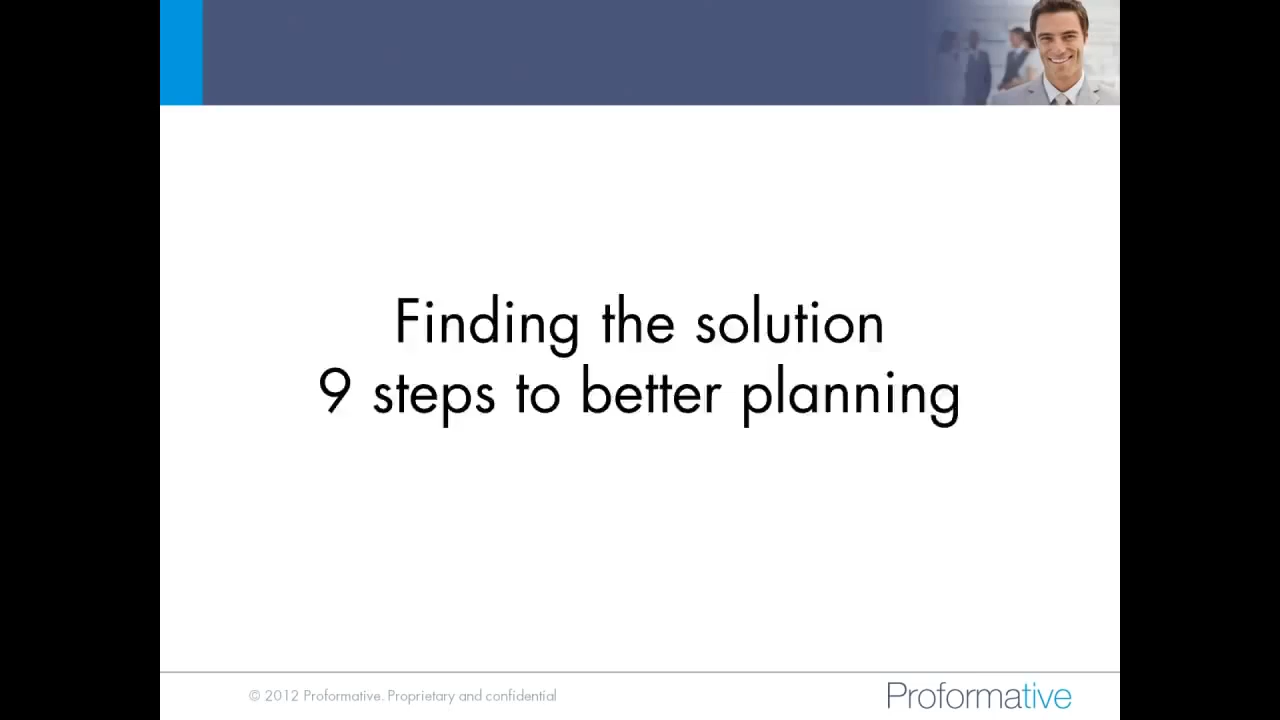 Finding the solution
9 steps to better planning
© 2012 Proformative. Proprietary and confidential
Proformative